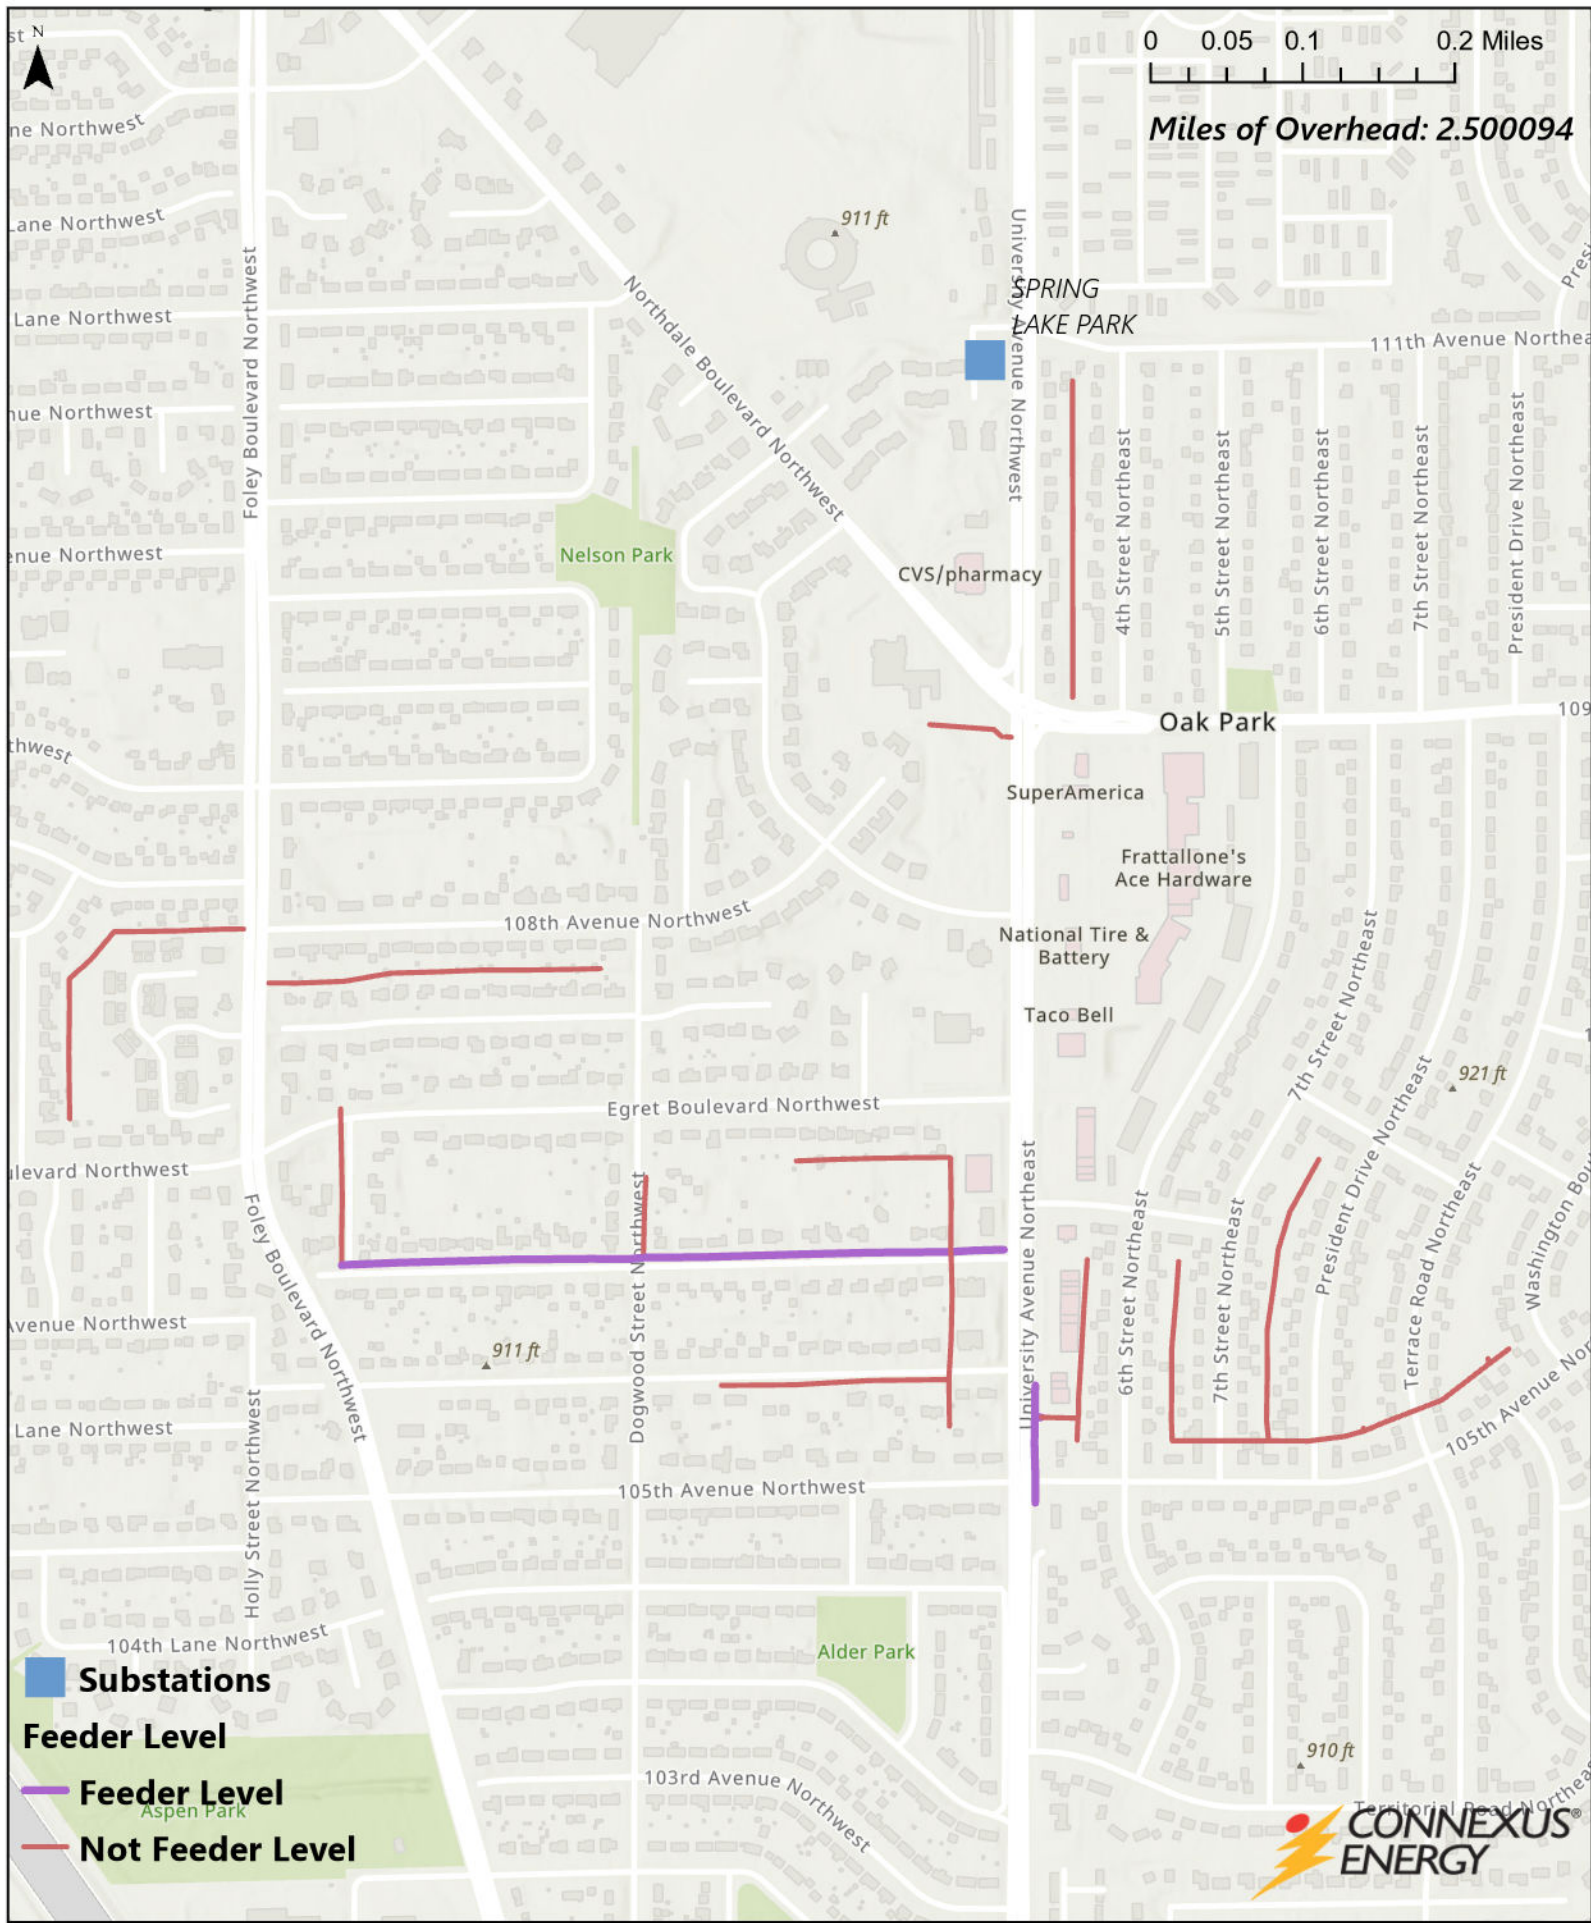 st
N
0 0.05 0.1 0.2 Miles
Miles of Overhead: 2.500094
ne Northwest
Lane Northwest
911 ft
University Avenue Northwest
SPRING
LAKE PARK
Foley Boulevard Northwest
Northdale Boulevard Northwest
Lane Northwest
111th Avenue Northea
Presi
nue Northwest
4th Street Northeast
5th Street Northeast
6th Street Northeast
7th Street Northeast
President Drive Northeast
enue Northwest
Nelson Park
CVS/pharmacy
109
Oak Park
thwest
SuperAmerica
Frattallone's
Ace Hardware
108th Avenue Northwest
National Tire &
Battery
Taco Bell
7th Street Northeast
921 ft
Egret Boulevard Northwest
ulevard Northwest
Foley Boulevard Northwest
Dogwood Street Northwest
University Avenue Northeast
6th Street Northeast
7th Street Northeast
President Drive Northeast
Terrace Road Northeast
Washington Bou
Avenue Northwest
911 ft
Lane Northwest
Holly Street Northwest
105th Avenue Nor
105th Avenue Northwest
104th Lane Northwest
Alder Park
Substations
Feeder Level
Feeder Level
Aspen Park
Not Feeder Level
103rd Avenue Northwest
910 ft
Territorial Road Northeas
CONNEXUS®
ENERGY